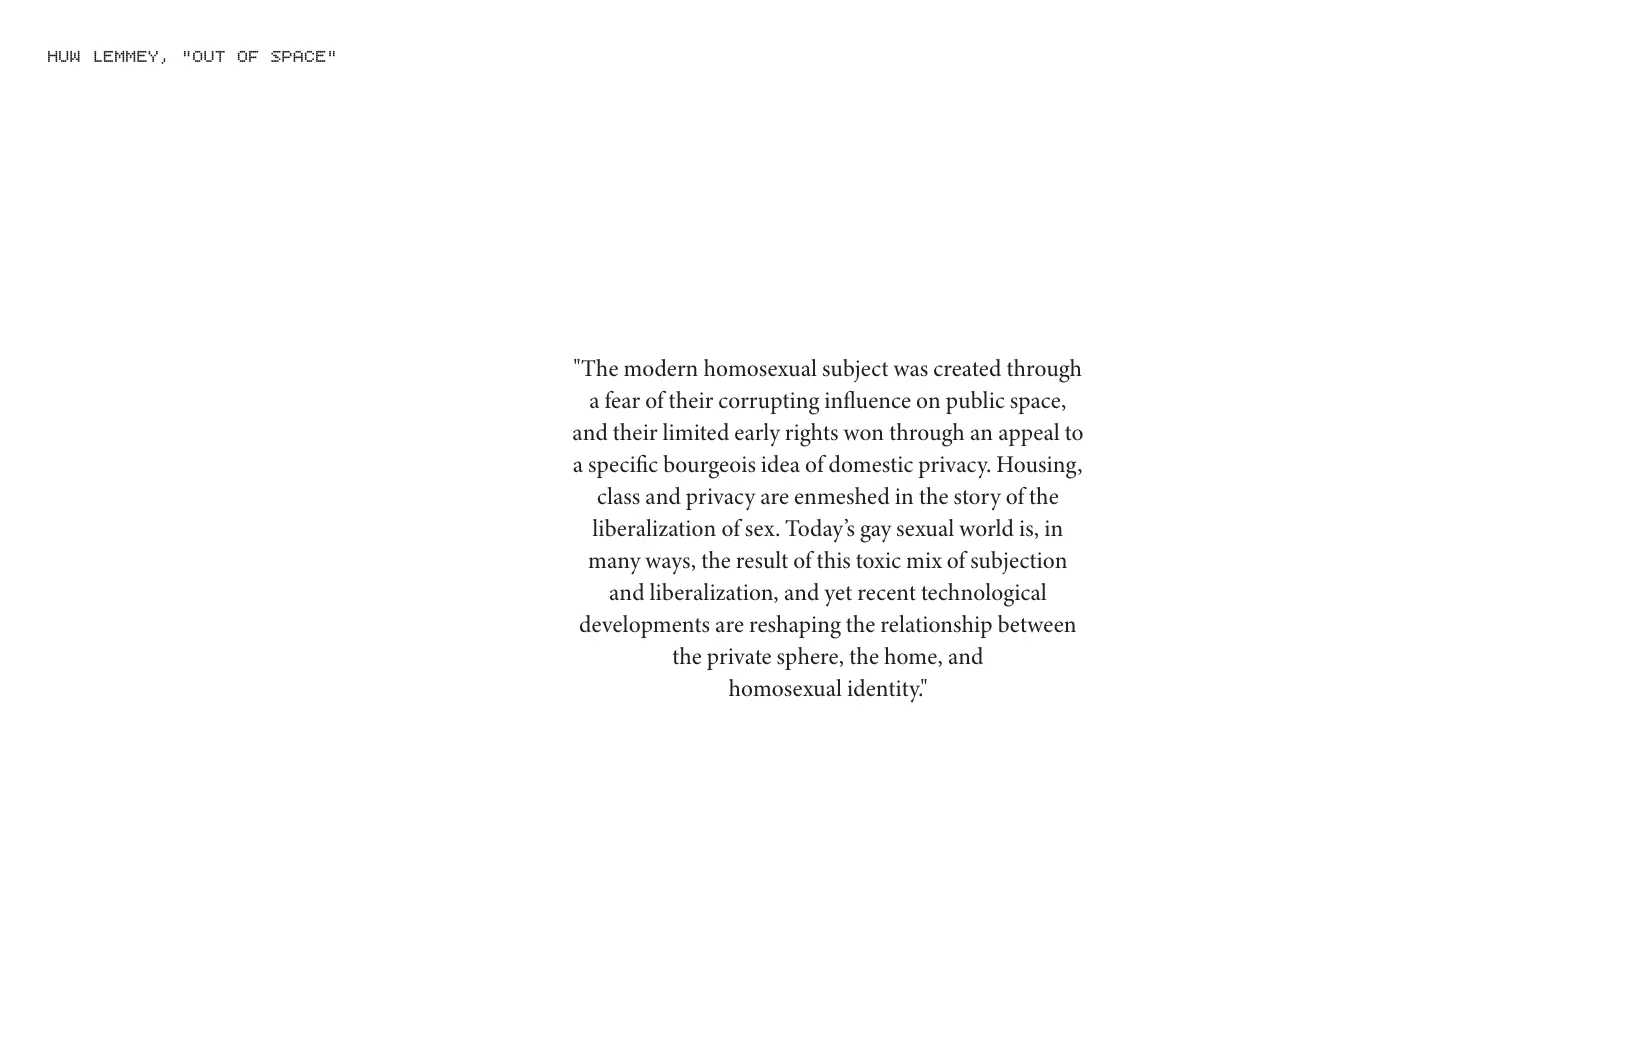 HUW LEMMEY, "OUT OF SPACE"
"The modern homosexual subject was created through
a fear of their corrupting influence on public space,
and their limited early rights won through an appeal to
a specific bourgeois idea of domestic privacy. Housing,
class and privacy are enmeshed in the story of the
liberalization of sex. Today’s gay sexual world is, in
many ways, the result of this toxic mix of subjection
and liberalization, and yet recent technological
developments are reshaping the relationship between
the private sphere, the home, and
homosexual identity."